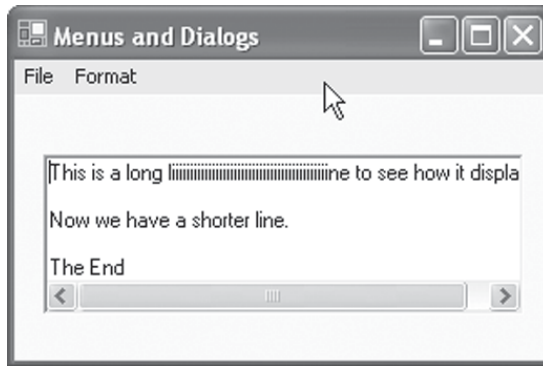 Menus and Dialogs
File Format
This is a long liiiiiiiiiiiiiiiiiiiiiiiiiiiiiiiiiiiiiiiiiine to see how it displa
Now we have a shorter line.
The End